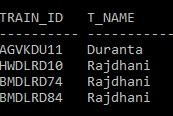 TRAIN_ID T_NAME
---------- ------------
AGVKDU11 Duranta
HWDLRD10 Rajdhani
BMDLRD74 Rajdhani
BMDLRD84 Rajdhani